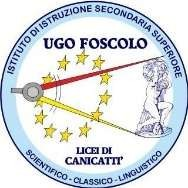 ISTITUTO DI ISTRUZIONE SECONDARIA SUPERIORE
UGO FOSCOLO
LICEI DI
CANICATTI'
SCIENTIFICO - CLASSICO - LINGUISTICO